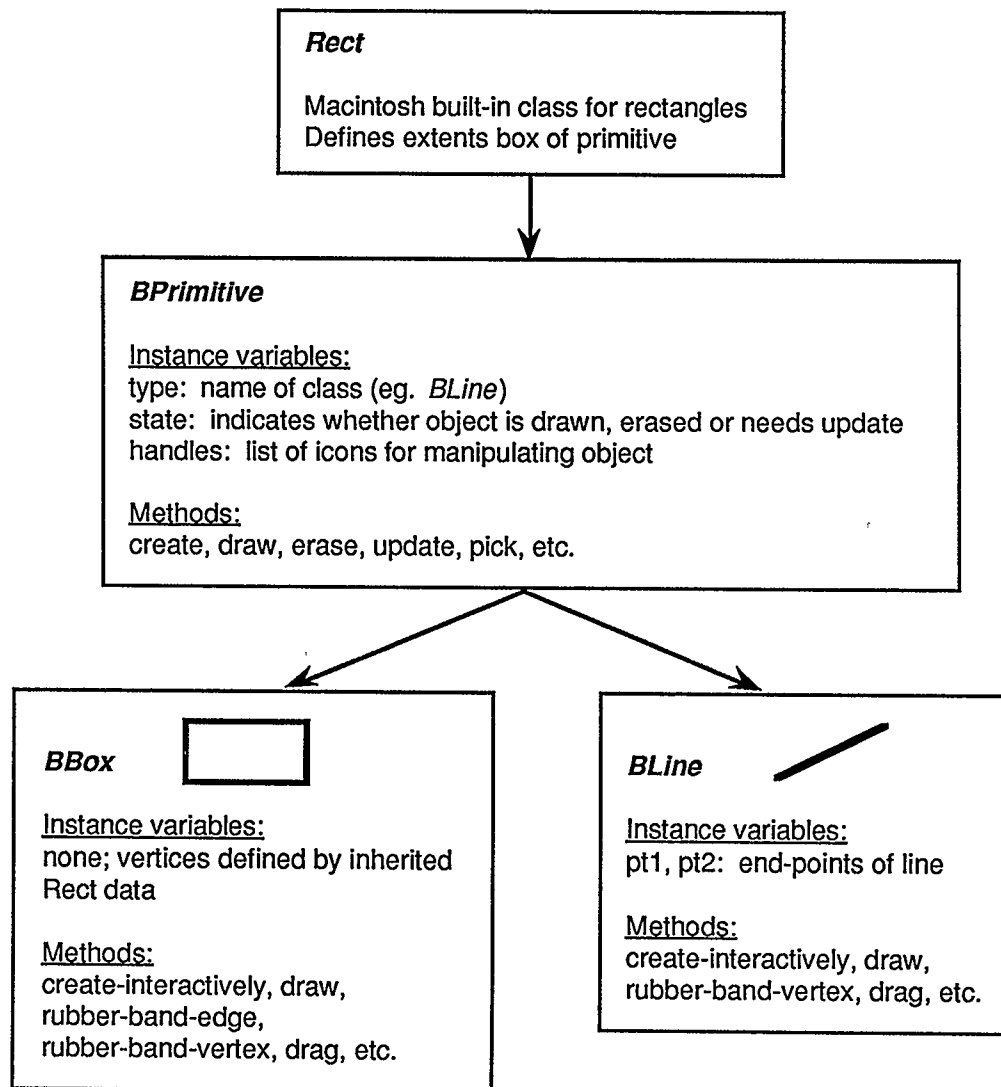 Rect
Macintosh built-in class for rectangles
Defines extents box of primitive
BPrimitive
Instance variables:
type: name of class (eg. BLine)
state: indicates whether object is drawn, erased or needs update
handles: list of icons for manipulating object
Methods:
create, draw, erase, update, pick, etc.
BBox
Instance variables:
none; vertices defined by inherited
Rect data
Methods:
create-interactively, draw,
rubber-band-edge,
rubber-band-vertex, drag, etc.
BLine
Instance variables:
pt1, pt2: end-points of line
Methods:
create-interactively, draw,
rubber-band-vertex, drag, etc.